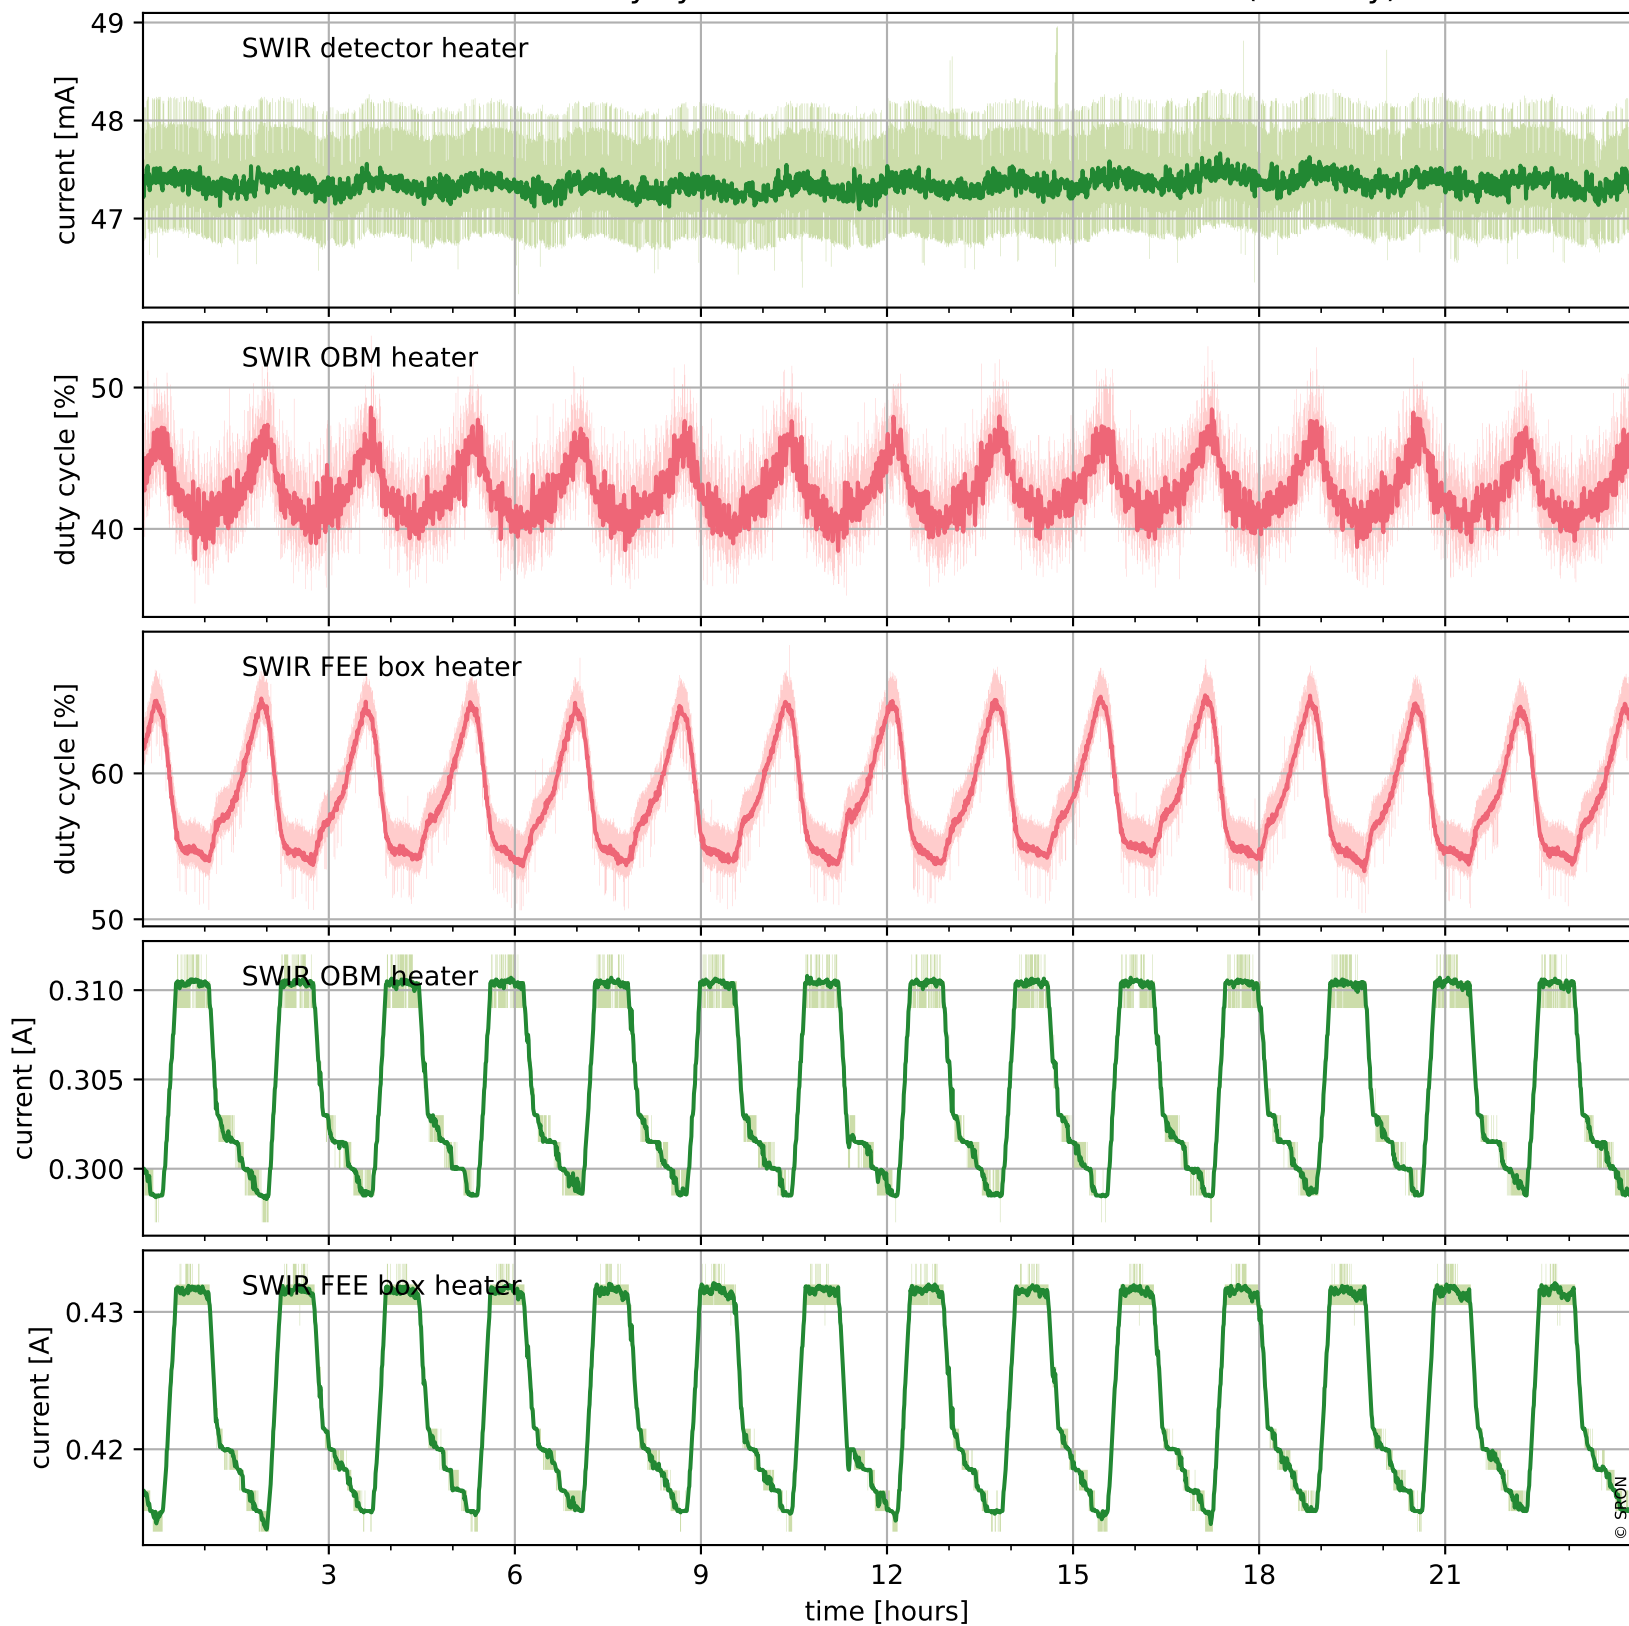 49
SWIR detector heater
48
47
current [mA]
SWIR OBM heater
50
40
duty cycle [%]
SWIR FEE box heater
60
50
duty cycle [%]
SWIR OBM heater
0.310
0.305
0.300
current [A]
SWIR FEE box heater
0.43
0.42
current [A]
© SRON
3 6 9 12 15 18 21
time [hours]